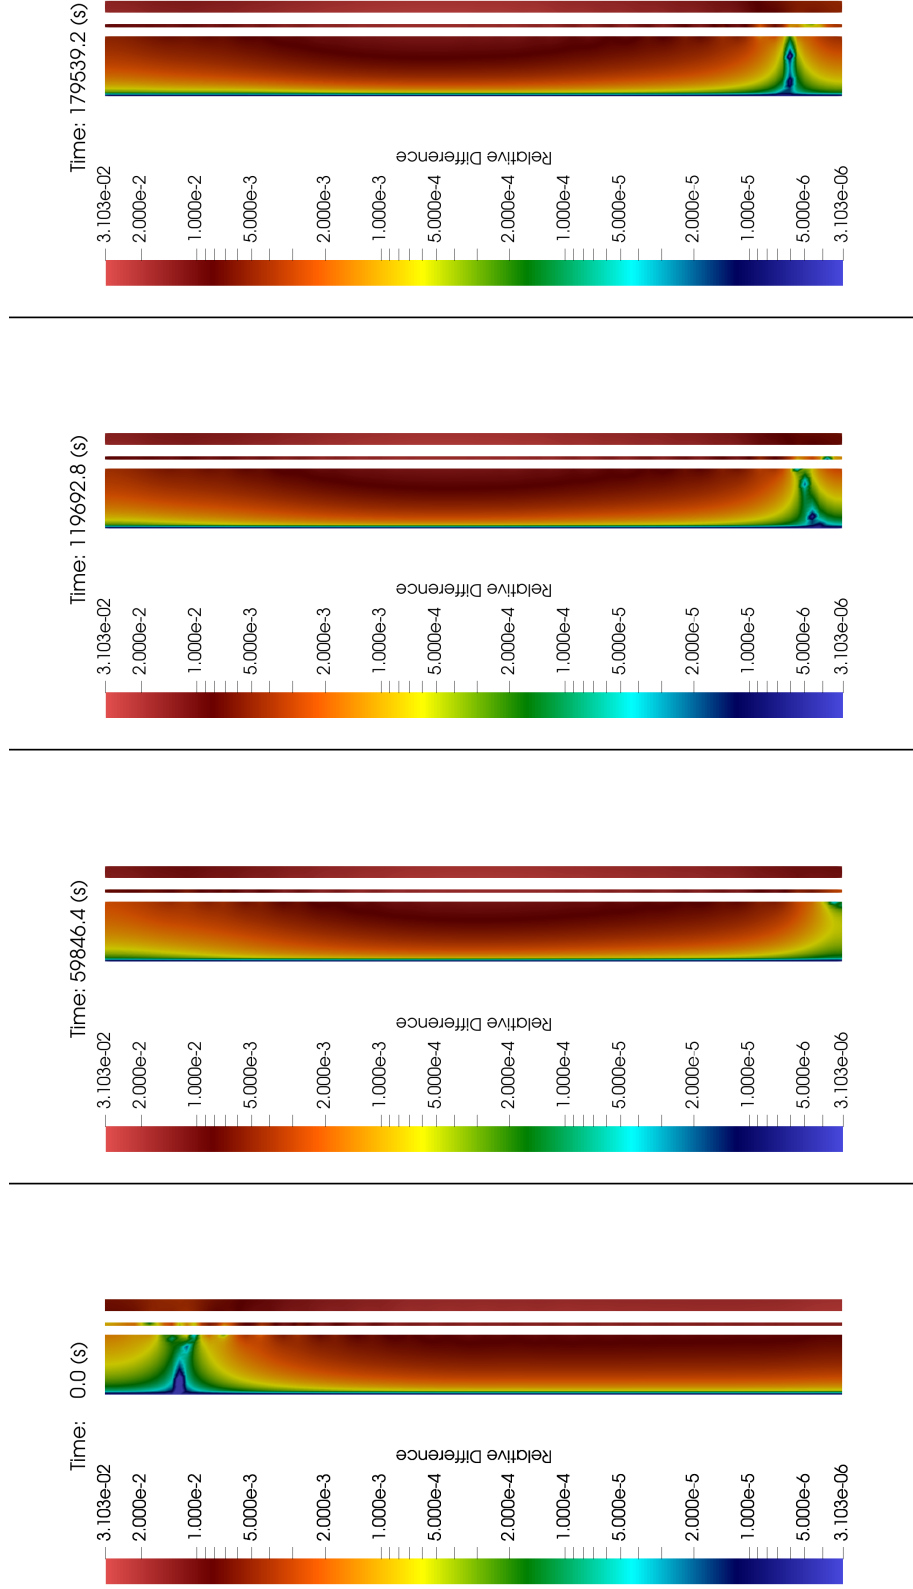 Time: 0.0 (s)
3.103e-02
2.000e-2
1.000e-2
5.000e-3
2.000e-3
1.000e-3
5.000e-4
2.000e-4
1.000e-4
5.000e-5
2.000e-5
1.000e-5
5.000e-6
3.103e-06
Relative Difference
Time: 59846.4 (s)
3.103e-02
2.000e-2
1.000e-2
5.000e-3
2.000e-3
1.000e-3
5.000e-4
2.000e-4
1.000e-4
5.000e-5
2.000e-5
1.000e-5
5.000e-6
3.103e-06
Relative Difference
Time: 119692.8 (s)
3.103e-02
2.000e-2
1.000e-2
5.000e-3
2.000e-3
1.000e-3
5.000e-4
2.000e-4
1.000e-4
5.000e-5
2.000e-5
1.000e-5
5.000e-6
3.103e-06
Relative Difference
Time: 179539.2 (s)
3.103e-02
2.000e-2
1.000e-2
5.000e-3
2.000e-3
1.000e-3
5.000e-4
2.000e-4
1.000e-4
5.000e-5
2.000e-5
1.000e-5
5.000e-6
3.103e-06
Relative Difference